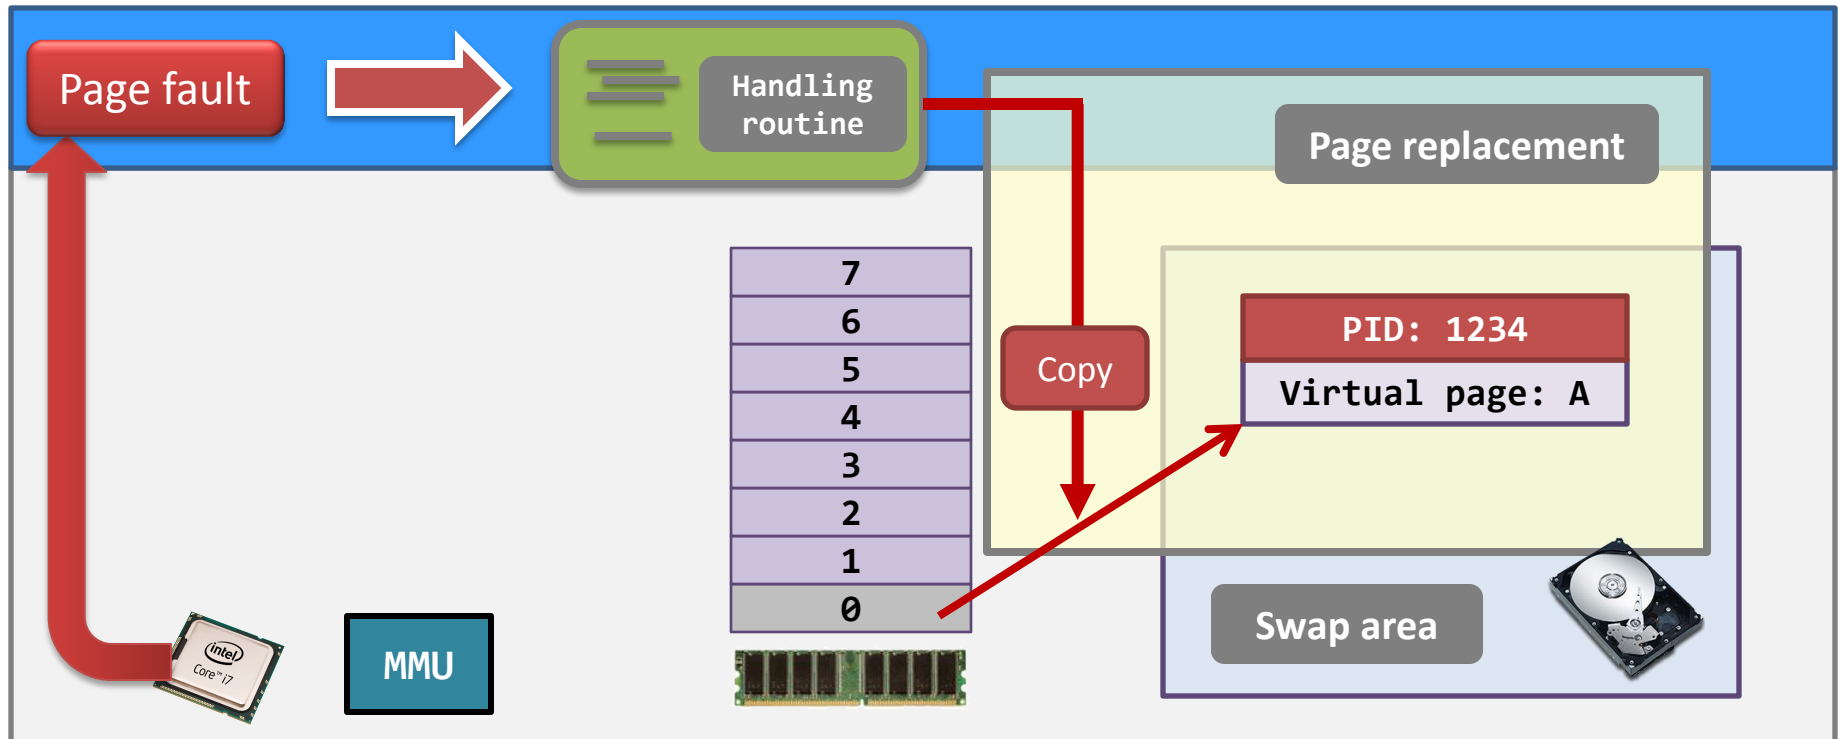 Page fault
Handling
routine
Page replacement
7
6
5
4
3
2
1
0
Copy
PID: 1234
Virtual page: A
Swap area
MMU
intel
Core™ i7